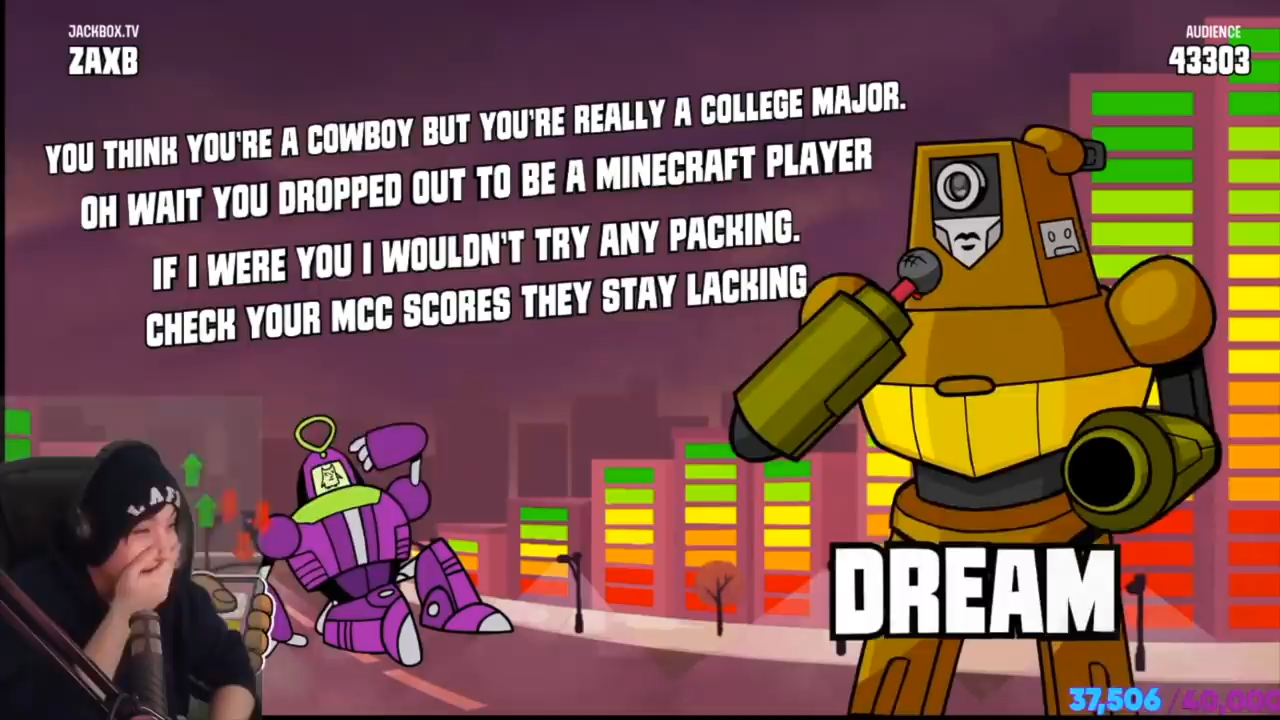 JACKBOX.TV
ZAXB
AUDIENCE
43303
YOU THINK YOU'RE A COWBOY BUT YOU'RE REALLY A COLLEGE MAJOR.
OH WAIT YOU DROPPED OUT TO BE A MINECRAFT PLAYER
IF I WERE YOU I WOULDN'T TRY ANY PACKING.
CHECK YOUR MCC SCORES THEY STAY LACKING
DREAM
37,506 / 40,000